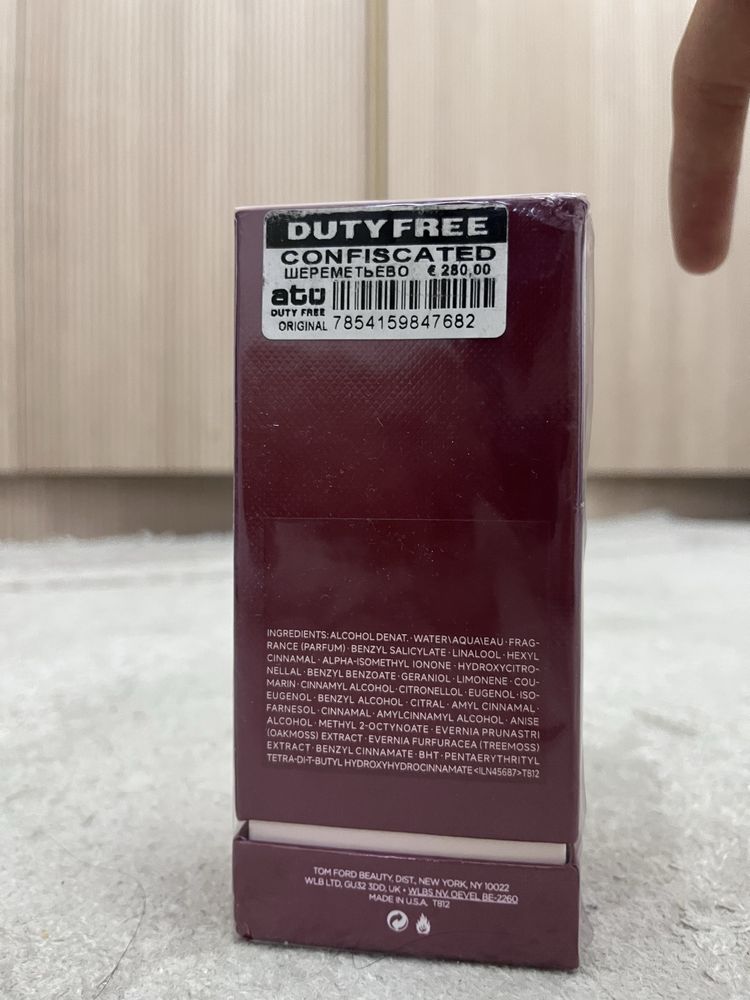 DUTY FREE
CONFISCATED
ШЕРЕМЕТЬЕВО € 280,00
atü
DUTY FREE
ORIGINAL 7854159847682
INGREDIENTS: ALCOHOL DENAT. · WATER\AQUA\EAU · FRAG-
RANCE (PARFUM) · BENZYL SALICYLATE · LINALOOL · HEXYL
CINNAMAL · ALPHA-ISOMETHYL IONONE · HYDROXYCITRO-
NELLAL · BENZYL BENZOATE · GERANIOL · LIMONENE · COU-
MARIN · CINNAMYL ALCOHOL · CITRONELLOL · EUGENOL · ISO-
EUGENOL · BENZYL ALCOHOL · CITRAL · AMYL CINNAMAL ·
FARNESOL · CINNAMAL · AMYLCINNAMYL ALCOHOL · ANISE
ALCOHOL · METHYL 2-OCTYNOATE · EVERNIA PRUNASTRI
(OAKMOSS) EXTRACT · EVERNIA FURFURACEA (TREEMOSS)
EXTRACT · BENZYL CINNAMATE · BHT · PENTAERYTHRITYL
TETRA-DI-T-BUTYL HYDROXYHYDROCINNAMATE <ILN45687> T812
TOM FORD BEAUTY. DIST., NEW YORK, NY 10022
WLB LTD, GU32 3DD, UK • WLBS NV. OEVEL BE-2260
MADE IN U.S.A. T812